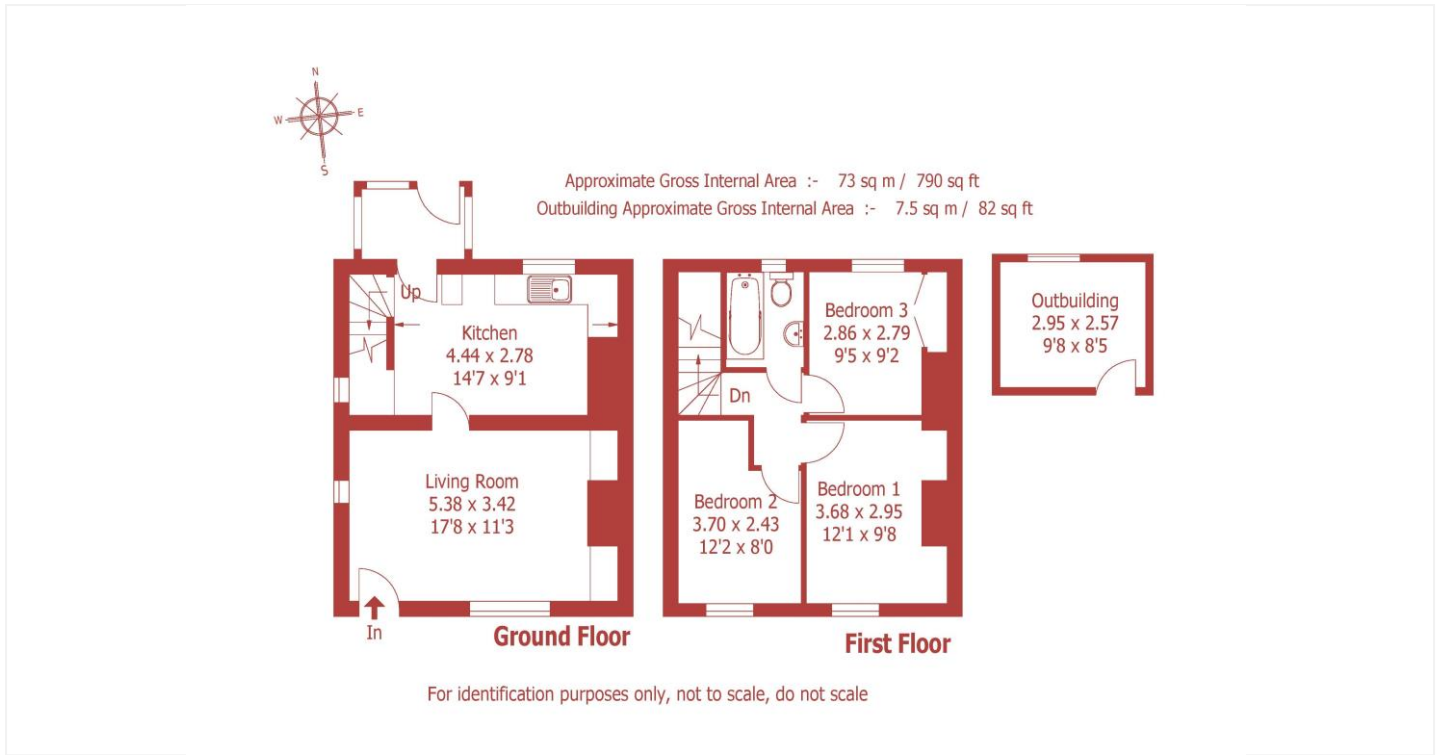 N
W
E
S
Approximate Gross Internal Area :- 73 sq m / 790 sq ft
Outbuilding Approximate Gross Internal Area :- 7.5 sq m / 82 sq ft
Up
Kitchen
4.44 x 2.78
14'7 x 9'1
Living Room
5.38 x 3.42
17'8 x 11'3
In
Ground Floor
Bedroom 3
2.86 x 2.79
9'5 x 9'2
Dn
Bedroom 2
3.70 x 2.43
12'2 x 8'0
Bedroom 1
3.68 x 2.95
12'1 x 9'8
First Floor
Outbuilding
2.95 x 2.57
9'8 x 8'5
For identification purposes only, not to scale, do not scale